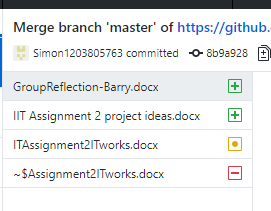 Merge branch 'master' of https://github.
Simon1203805763 committed 8b9a928
GroupReflection-Barry.docx
IIT Assignment 2 project ideas.docx
ITAssignment2ITworks.docx
~$Assignment2ITworks.docx